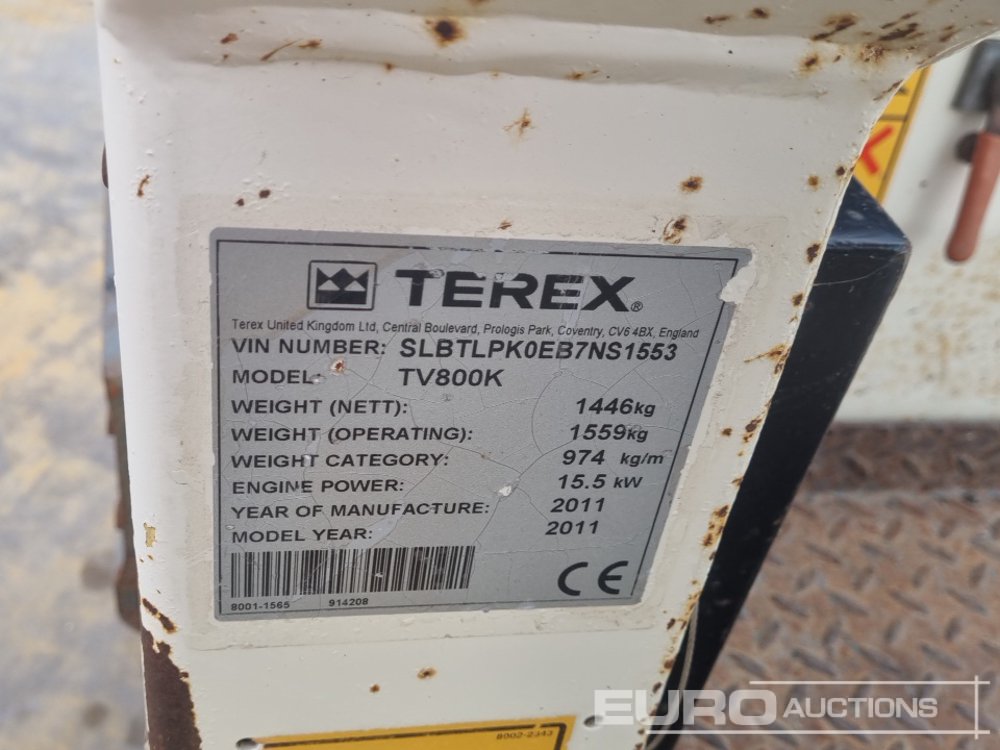 TEREX®
Terex United Kingdom Ltd, Central Boulevard, Prologis Park, Coventry, CV6 4BX, England
VIN NUMBER: SLBTLPK0EB7NS1553
MODEL: TV800K
WEIGHT (NETT): 1446kg
WEIGHT (OPERATING): 1559kg
WEIGHT CATEGORY: 974 kg/m
ENGINE POWER: 15.5 kW
YEAR OF MANUFACTURE: 2011
MODEL YEAR: 2011
CE
8001-1565 914208
8002-2343
EURO AUCTIONS